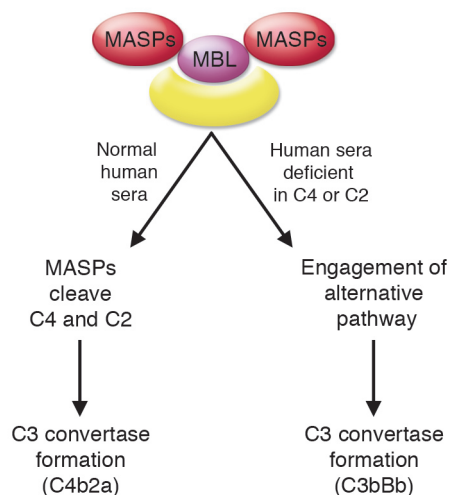 MASPs
MBL
MASPs
Normal
human
sera
Human sera
deficient
in C4 or C2
MASPs
cleave
C4 and C2
Engagement of
alternative
pathway
C3 convertase
formation
(C4b2a)
C3 convertase
formation
(C3bBb)